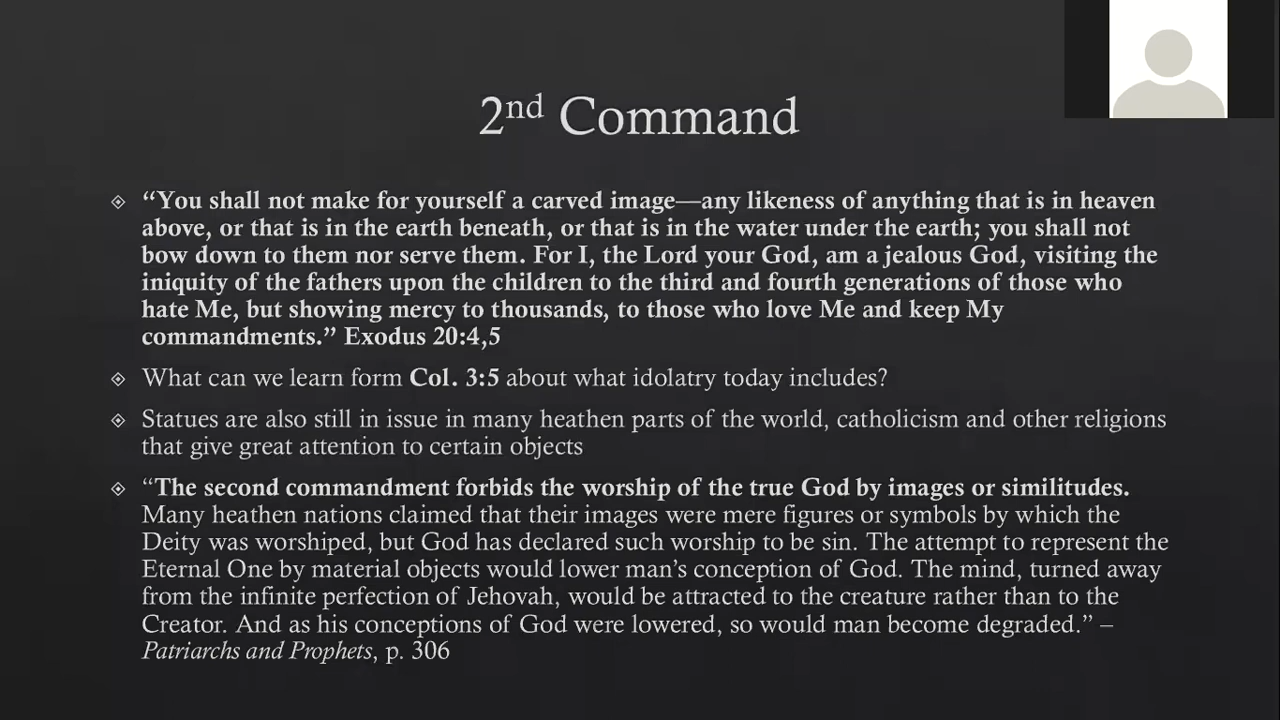 2nd Command
“You shall not make for yourself a carved image—any likeness of anything that is in heaven
above, or that is in the earth beneath, or that is in the water under the earth; you shall not
bow down to them nor serve them. For I, the Lord your God, am a jealous God, visiting the
iniquity of the fathers upon the children to the third and fourth generations of those who
hate Me, but showing mercy to thousands, to those who love Me and keep My
commandments.” Exodus 20:4,5
What can we learn form Col. 3:5 about what idolatry today includes?
Statues are also still in issue in many heathen parts of the world, catholicism and other religions
that give great attention to certain objects
“The second commandment forbids the worship of the true God by images or similitudes.
Many heathen nations claimed that their images were mere figures or symbols by which the
Deity was worshiped, but God has declared such worship to be sin. The attempt to represent the
Eternal One by material objects would lower man’s conception of God. The mind, turned away
from the infinite perfection of Jehovah, would be attracted to the creature rather than to the
Creator. And as his conceptions of God were lowered, so would man become degraded.” –
Patriarchs and Prophets, p. 306